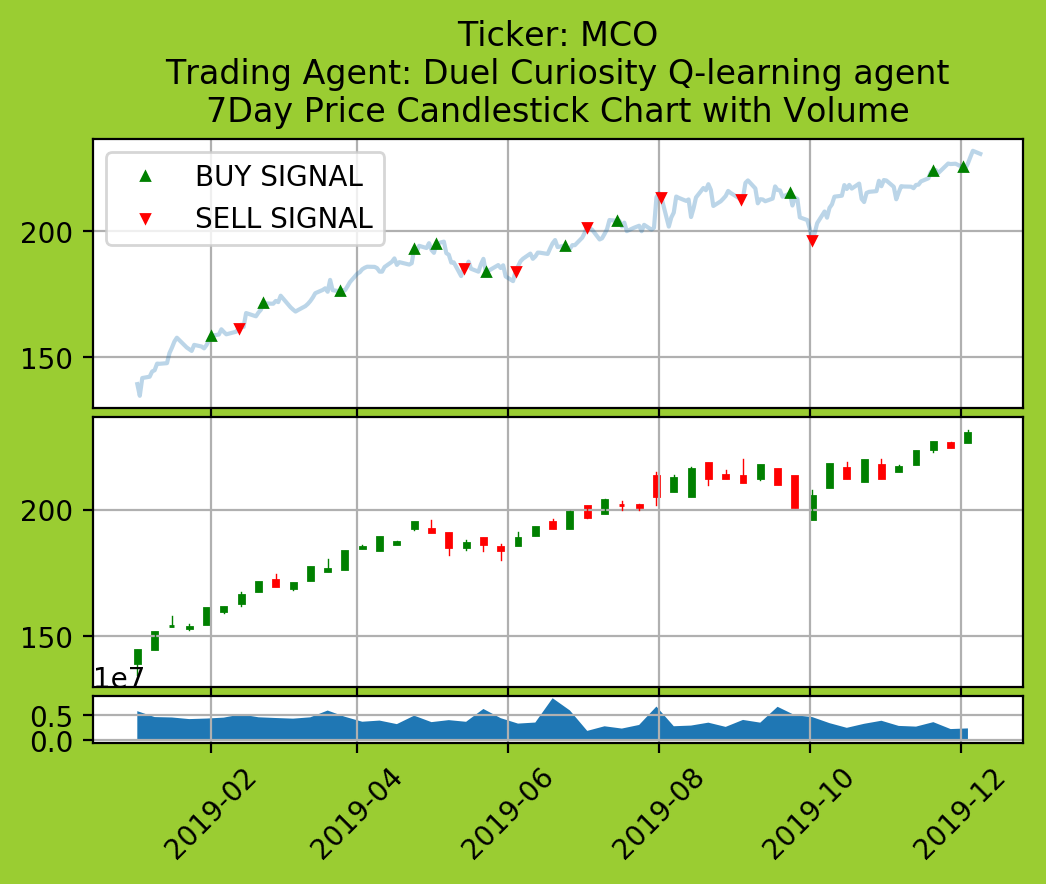 Ticker: MCO
Trading Agent: Duel Curiosity Q-learning agent
7Day Price Candlestick Chart with Volume
BUY SIGNAL
SELL SIGNAL
200
150
200
150
1e7
0.5
0.0
2019-02
2019-04
2019-06
2019-08
2019-10
2019-12